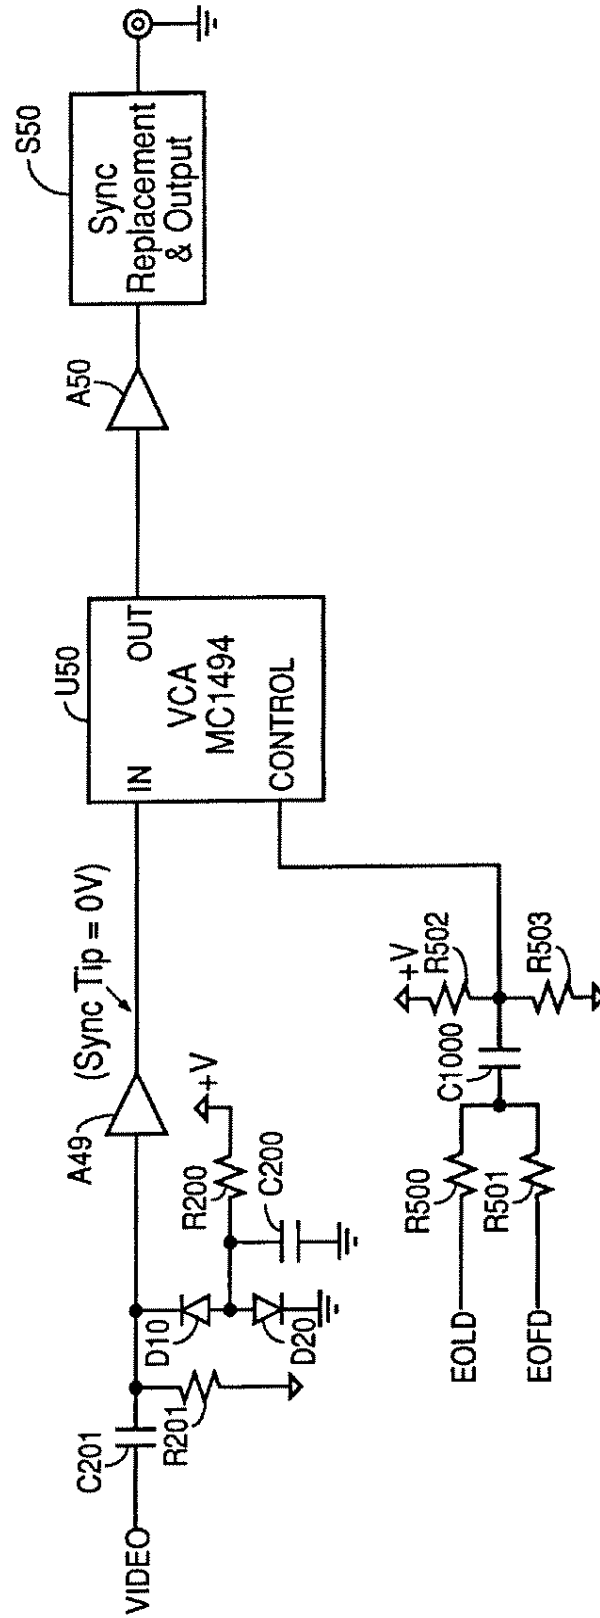 VIDEO
C201
R201
D10
D20
R200
+V
C200
A49
(Sync Tip = 0V)
U50
IN
OUT
VCA
MC1494
CONTROL
A50
S50
Sync
Replacement
& Output
EOLD
EOFD
R500
R501
C1000
+V
R502
R503